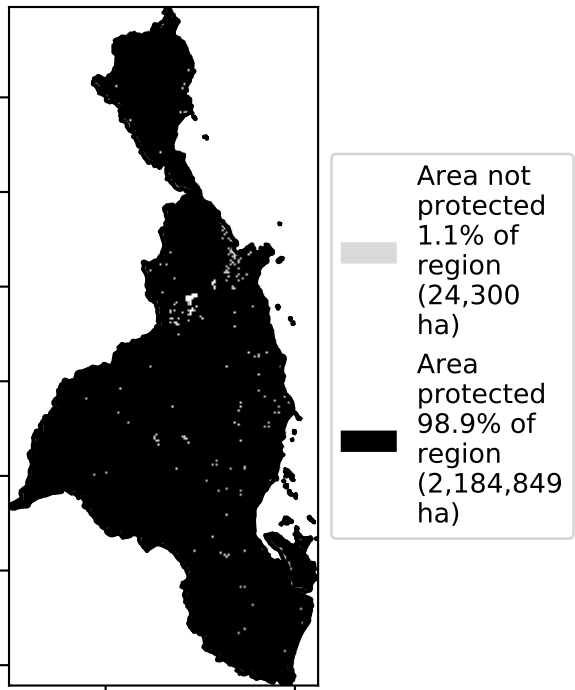 Area not
protected
1.1% of
region
(24,300
ha)
Area
protected
98.9% of
region
(2,184,849
ha)